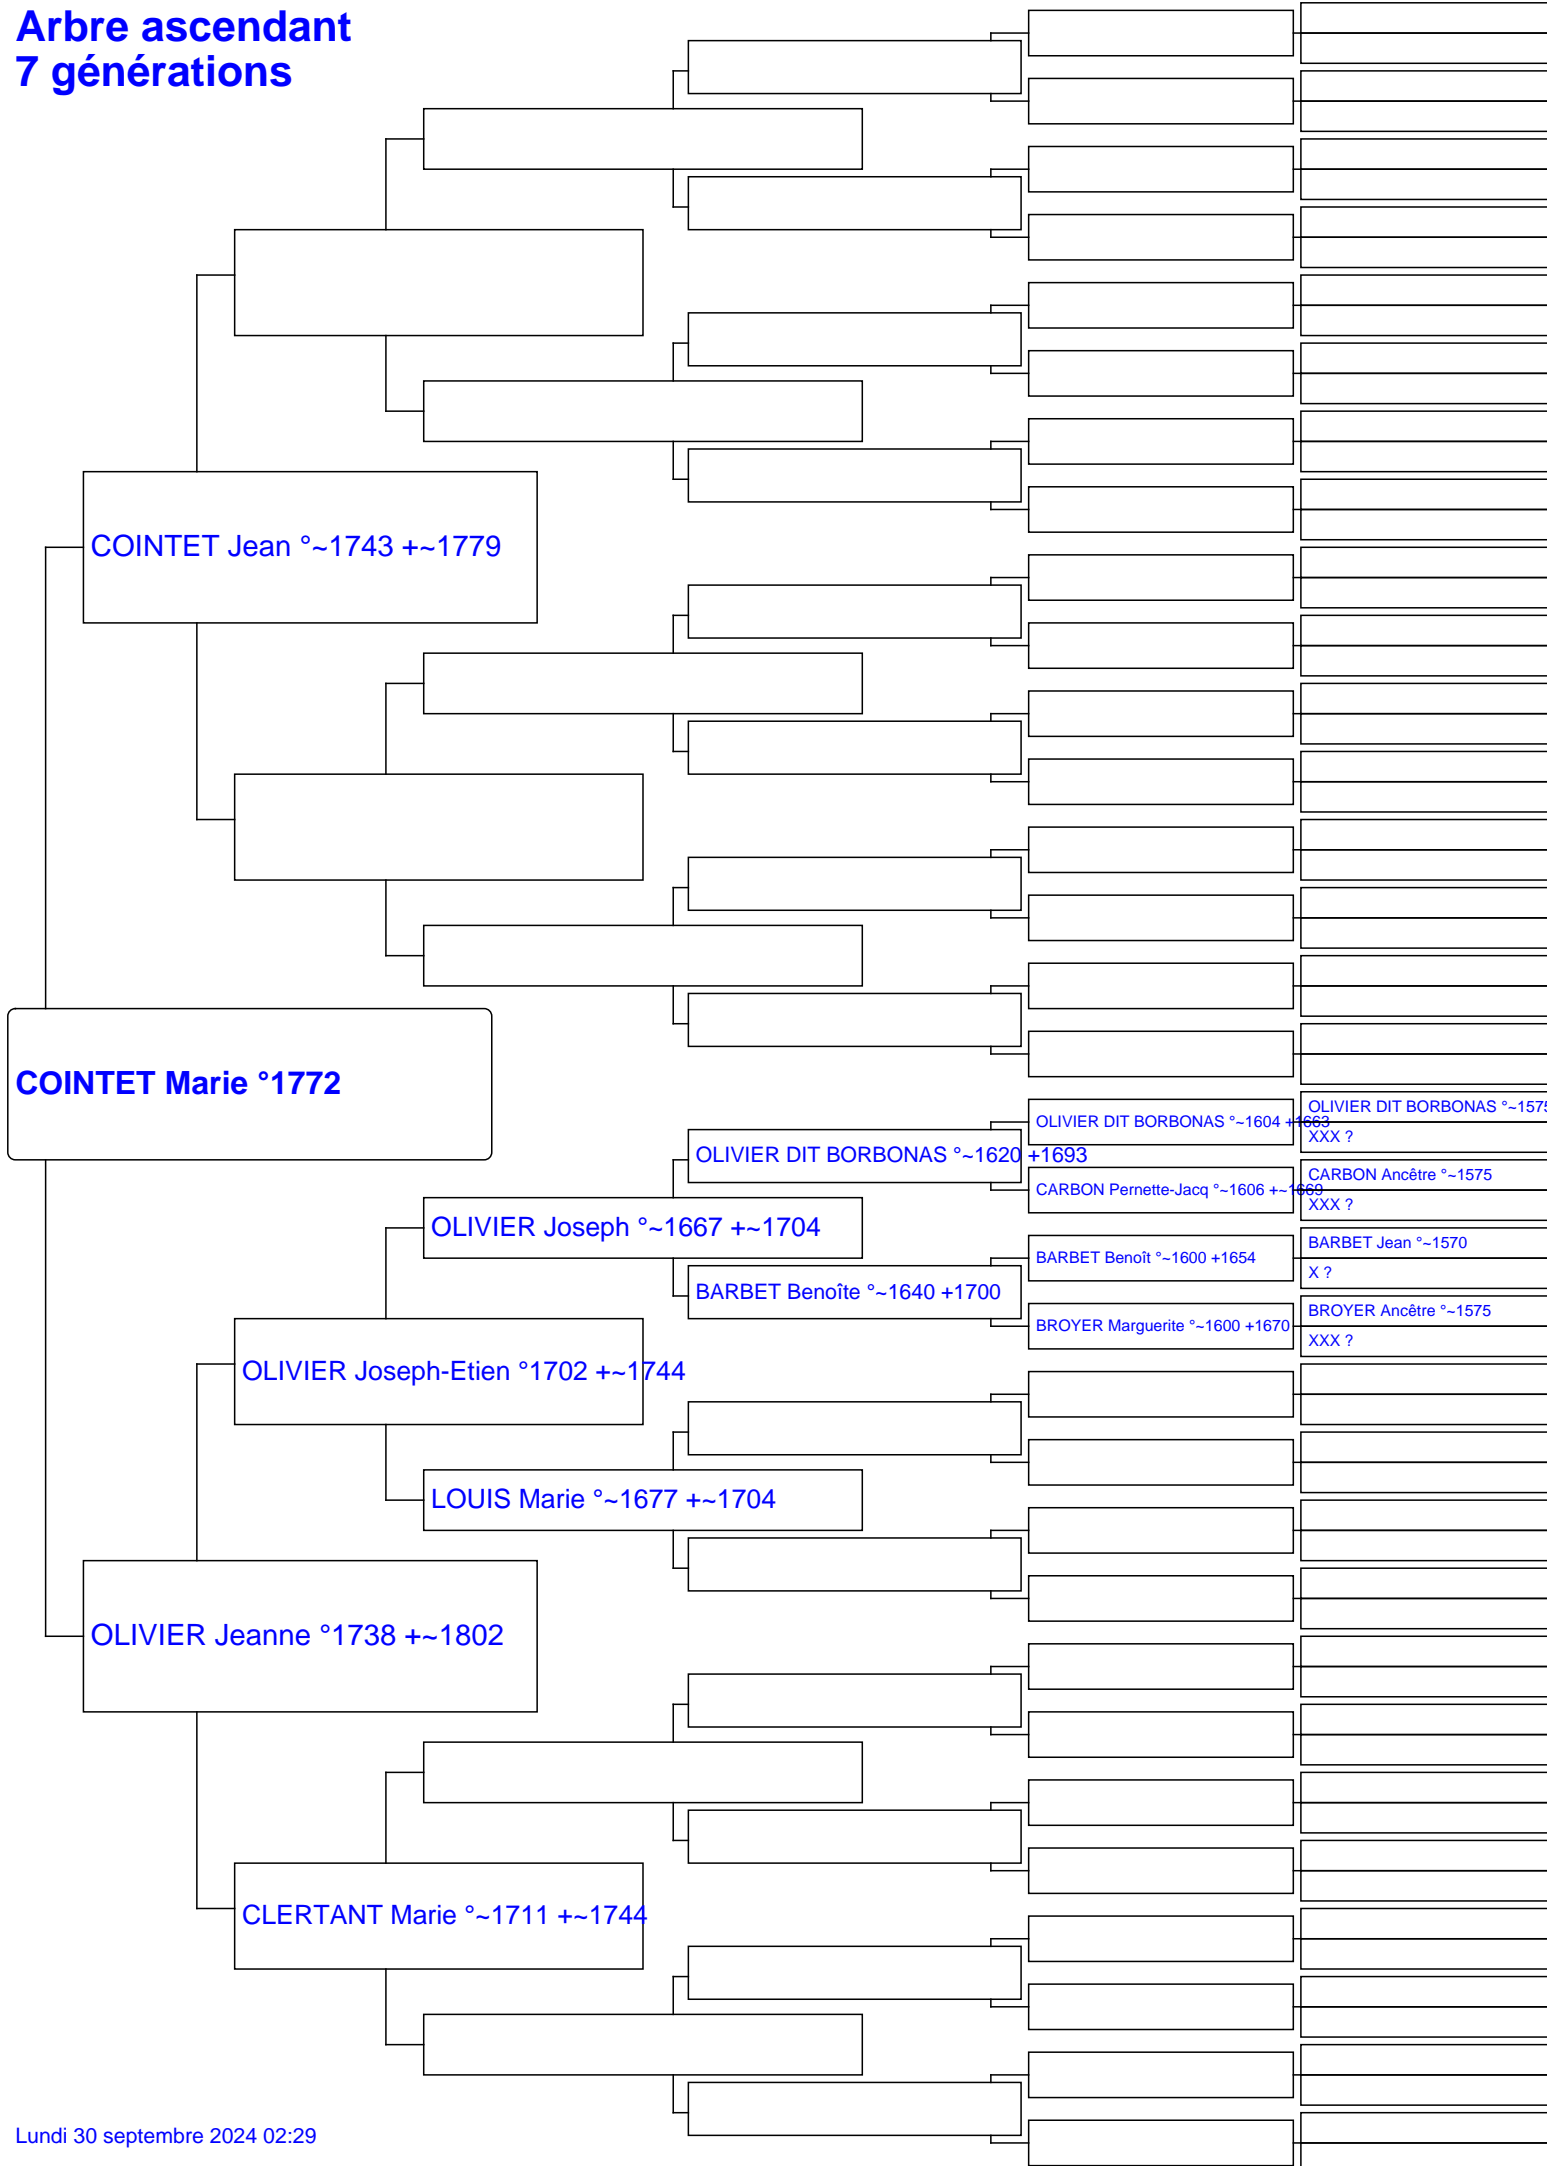 Arbre ascendant
7 générations
COINTET Jean °~1743 +~1779
COINTET Marie °1772
OLIVIER DIT BORBONAS °~1575
OLIVIER DIT BORBONAS °~1604 +1663
XXX ?
OLIVIER DIT BORBONAS °~1620 +1693
CARBON Ancêtre °~1575
CARBON Pernette-Jacq °~1606 +~1669
XXX ?
OLIVIER Joseph °~1667 +~1704
BARBET Jean °~1570
BARBET Benoît °~1600 +1654
X ?
BARBET Benoîte °~1640 +1700
BROYER Ancêtre °~1575
BROYER Marguerite °~1600 +1670
XXX ?
OLIVIER Joseph-Etien °1702 +~1744
LOUIS Marie °~1677 +~1704
OLIVIER Jeanne °1738 +~1802
CLERTANT Marie °~1711 +~1744
Lundi 30 septembre 2024 02:29